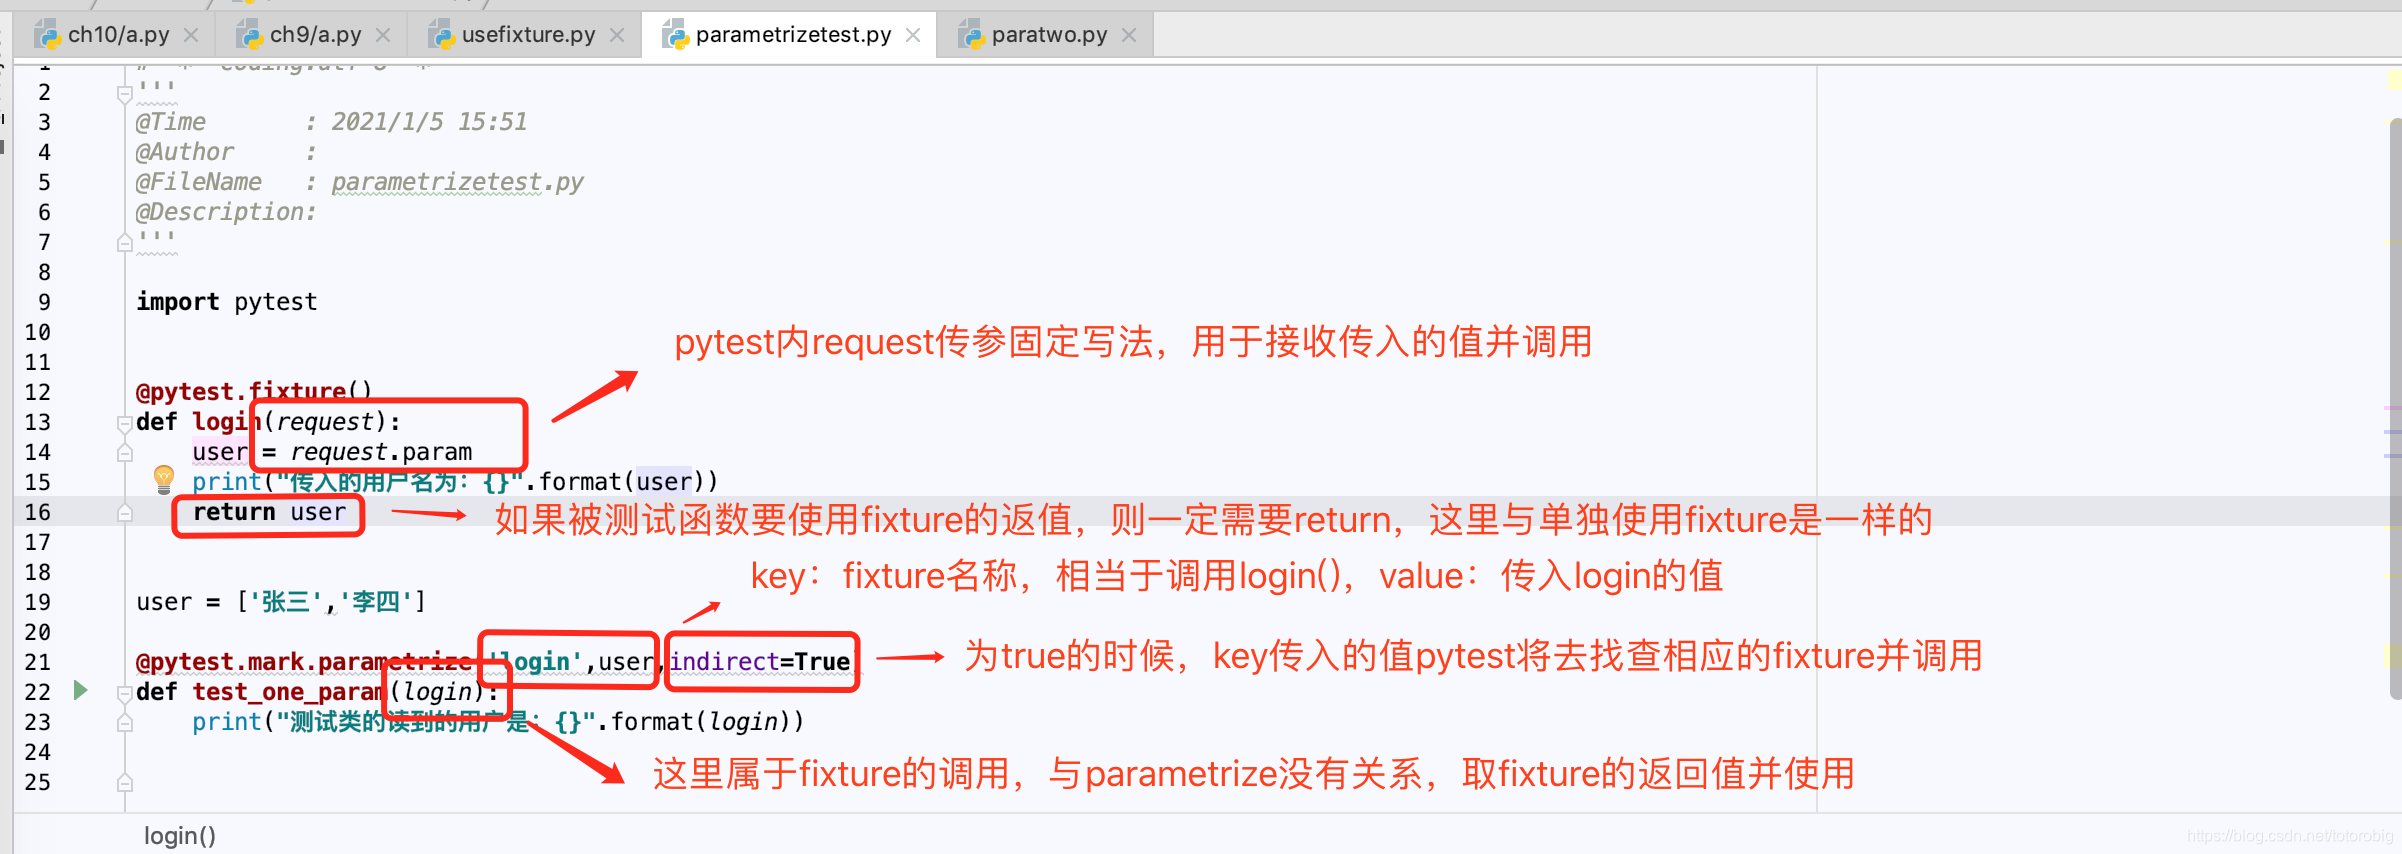 ch10/a.py
ch9/a.py
usefixture.py
parametrizetest.py
paratwo.py
2 '''
3 @Time : 2021/1/5 15:51
4 @Author :
5 @FileName : parametrizetest.py
6 @Description:
7 '''
8
9 import pytest
10
pytest内request传参固定写法，用于接收传入的值并调用
11
12 @pytest.fixture()
13 def login(request):
14 user = request.param
15 print("传入的用户名为：{}".format(user))
16 return user
如果被测试函数要使用fixture的返值，则一定需要return，这里与单独使用fixture是一样的
17
18
key：fixture名称，相当于调用login()，value：传入login的值
19 user = ['张三','李四']
20
21 @pytest.mark.parametrize 'login',user,indirect=True
为true的时候，key传入的值pytest将去找查相应的fixture并调用
22 def test_one_param(login):
23 print("测试类的读到的用户是：{}".format(login))
24
这里属于fixture的调用，与parametrize没有关系，取fixture的返回值并使用
25
login()
https://blog.csdn.net/totorobig